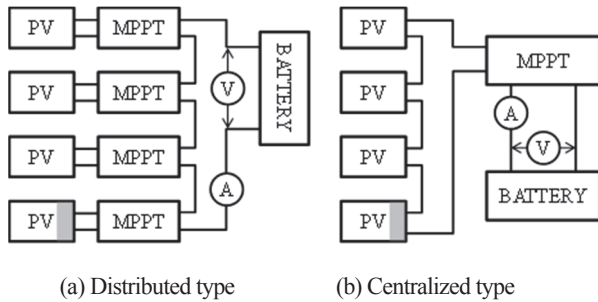 PV MPPT
PV MPPT
PV MPPT
PV MPPT
V
A
BATTERY
(a) Distributed type
PV
PV
PV
PV
MPPT
A
V
BATTERY
(b) Centralized type